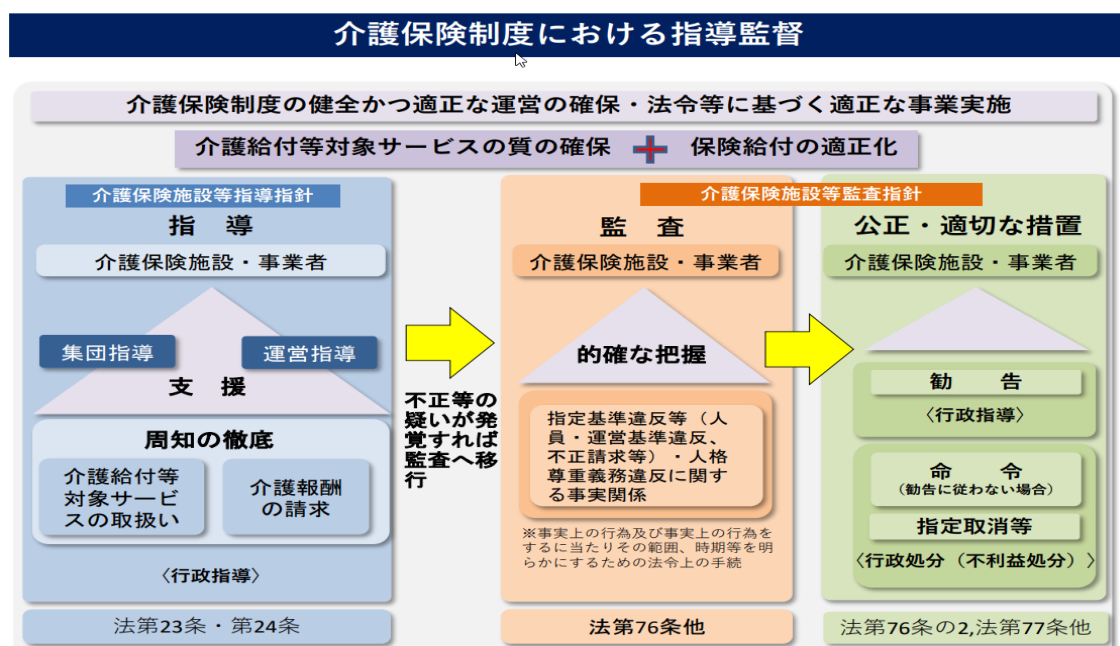 介護保険制度における指導監督
介護保険制度の健全かつ適正な運営の確保・法令等に基づく適正な事業実施
介護給付等対象サービスの質の確保 ＋ 保険給付の適正化
介護保険施設等指導指針
指 導
介護保険施設・事業者
集団指導
運営指導
支 援
周知の徹底
介護給付等
対象サービ
スの取扱い
介護報酬
の請求
〈行政指導〉
法第23条・第24条
不正等の
疑いが発
覚すれば
監査へ移
行
介護保険施設等監査指針
監 査
介護保険施設・事業者
的確な把握
指定基準違反等（人
員・運営基準違反、
不正請求等）・人格
尊重義務違反に関す
る事実関係
※事実上の行為及び事実上の行為を
するに当たりその範囲、時期等を明
らかにするための法令上の手続
法第76条他
公正・適切な措置
介護保険施設・事業者
勧 告
〈行政指導〉
命 令
（勧告に従わない場合）
指定取消等
〈行政処分（不利益処分）〉
法第76条の2,法第77条他